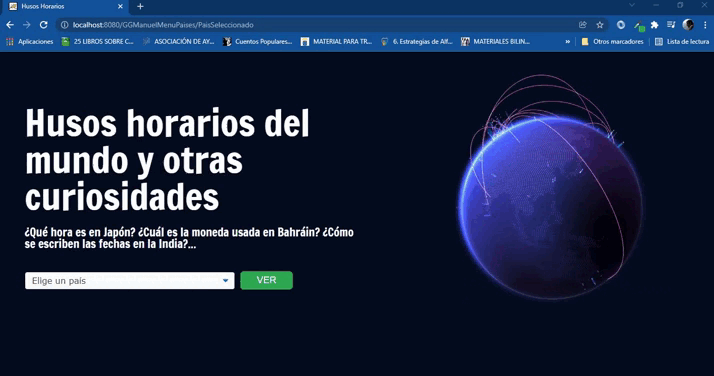 Husos Horarios
localhost:8080/GGManuelMenuPaises/PaisSeleccionado
Aplicaciones
25 LIBROS SOBRE C...
ASOCIACIÓN DE AY...
Cuentos Populares...
MATERIAL PARA TR...
6. Estrategias de Alf...
MATERIALES BILIN...
»
Otros marcadores
Lista de lectura
Husos horarios del
mundo y otras
curiosidades
¿Qué hora es en Japón? ¿Cuál es la moneda usada en Bahráin? ¿Cómo
se escriben las fechas en la India?...
Elige un país
VER